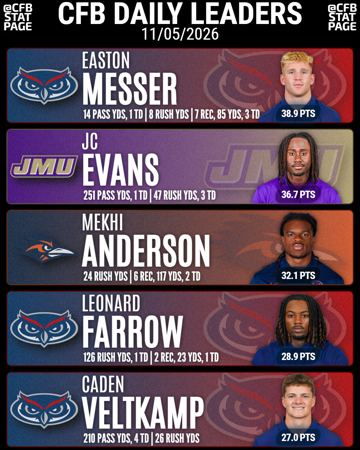 @CFB
STAT
PAGE
CFB DAILY LEADERS
11/05/2026
@CFB
STAT
PAGE
EASTON
MESSER
14 PASS YDS, 1 TD | 8 RUSH YDS | 7 REC, 85 YDS, 3 TD
38.9 PTS
JMU
JMU
JC
EVANS
251 PASS YDS, 1 TD | 47 RUSH YDS, 3 TD
36.7 PTS
MEKHI
ANDERSON
24 RUSH YDS | 6 REC, 117 YDS, 2 TD
32.1 PTS
LEONARD
FARROW
126 RUSH YDS, 1 TD | 2 REC, 23 YDS, 1 TD
28.9 PTS
CADEN
VELTKAMP
210 PASS YDS, 4 TD | 26 RUSH YDS
27.0 PTS